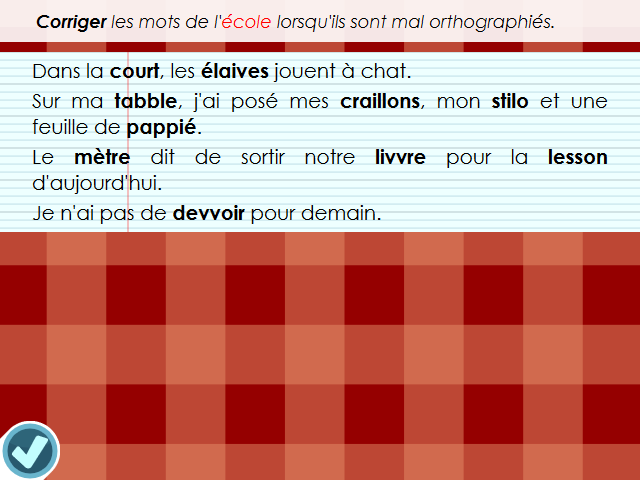 Corriger les mots de l'école lorsqu'ils sont mal orthographiés.
Dans la court, les élaives jouent à chat.
Sur ma tabble, j'ai posé mes craillons, mon stilo et une
feuille de pappié.
Le mètre dit de sortir notre livvre pour la lesson
d'aujourd'hui.
Je n'ai pas de devvoir pour demain.